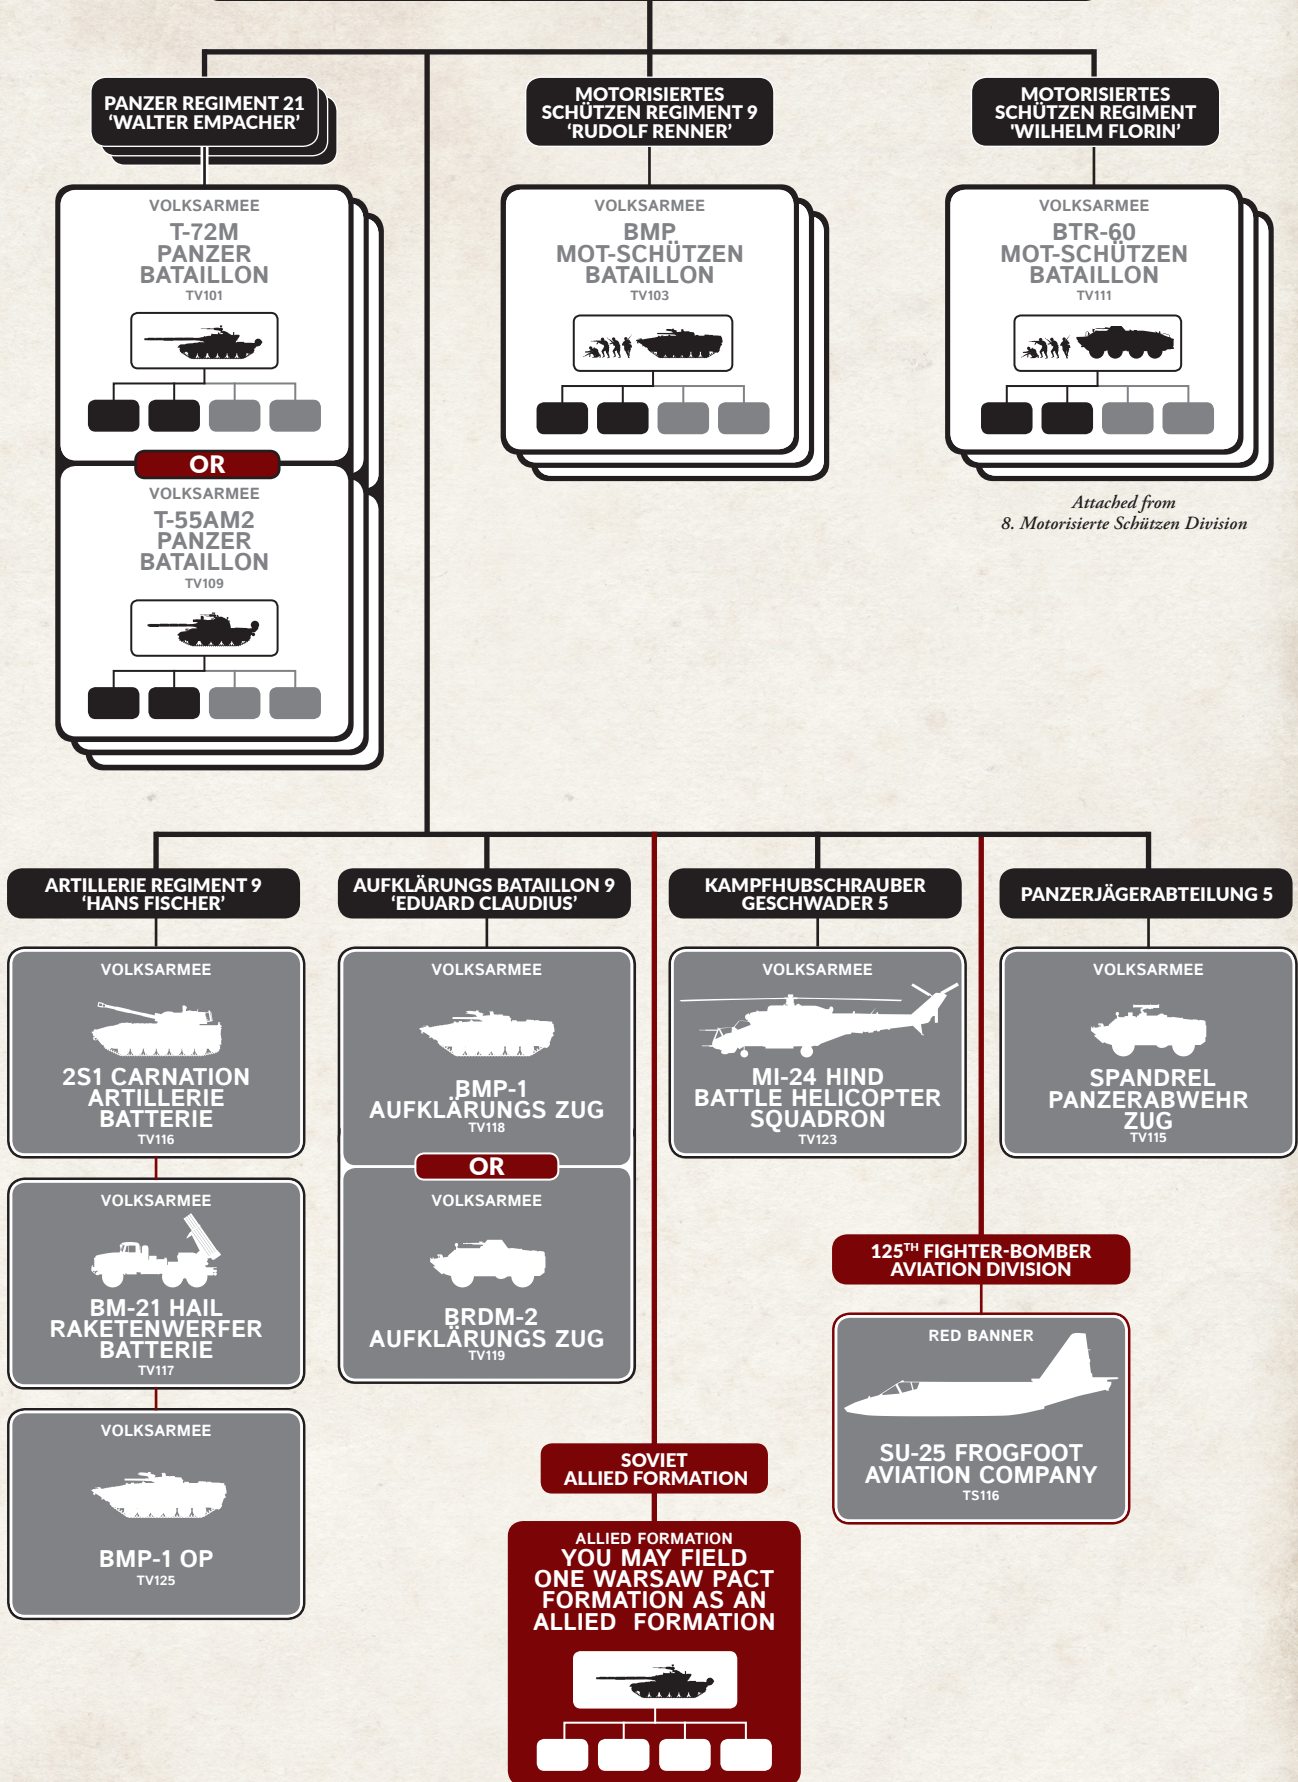 PANZER REGIMENT 21
‘WALTER EMPACHER’
VOLKSARMEE
T-72M
PANZER
BATAILLON
TV101
OR
VOLKSARMEE
T-55AM2
PANZER
BATAILLON
TV109
MOTORISIERTES
SCHÜTZEN REGIMENT 9
‘RUDOLF RENNER’
VOLKSARMEE
BMP
MOT-SCHÜTZEN
BATAILLON
TV103
MOTORISIERTES
SCHÜTZEN REGIMENT
'WILHELM FLORIN’
VOLKSARMEE
BTR-60
MOT-SCHÜTZEN
BATAILLON
TV111
Attached from
8. Motorisierte Schützen Division
ARTILLERIE REGIMENT 9
‘HANS FISCHER’
VOLKSARMEE
2S1 CARNATION
ARTILLERIE
BATTERIE
TV116
VOLKSARMEE
BM-21 HAIL
RAKETENWERFER
BATTERIE
TV117
VOLKSARMEE
BMP-1 OP
TV125
AUFKLÄRUNGS BATAILLON 9
‘EDUARD CLAUDIUS’
VOLKSARMEE
BMP-1
AUFKLÄRUNGS ZUG
TV118
OR
VOLKSARMEE
BRDM-2
AUFKLÄRUNGS ZUG
TV119
KAMPFHUBSCHRAUBER
GESCHWADER 5
VOLKSARMEE
MI-24 HIND
BATTLE HELICOPTER
SQUADRON
TV123
PANZERJÄGERABTEILUNG 5
VOLKSARMEE
SPANDREL
PANZERABWEHR
ZUG
TV115
125TH FIGHTER-BOMBER
AVIATION DIVISION
RED BANNER
SU-25 FROGFOOT
AVIATION COMPANY
TS116
SOVIET
ALLIED FORMATION
ALLIED FORMATION
YOU MAY FIELD
ONE WARSAW PACT
FORMATION AS AN
ALLIED FORMATION